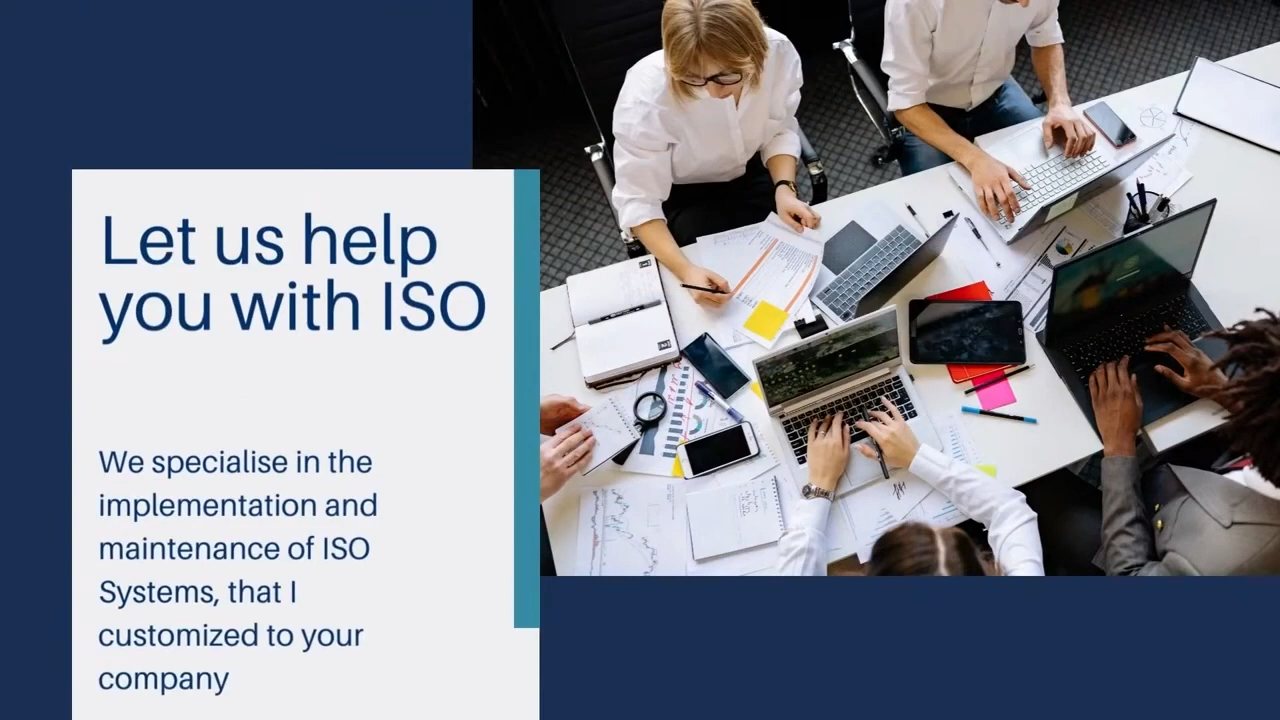 Let us help
you with ISO
We specialise in the
implementation and
maintenance of ISO
Systems, that I
customized to your
company